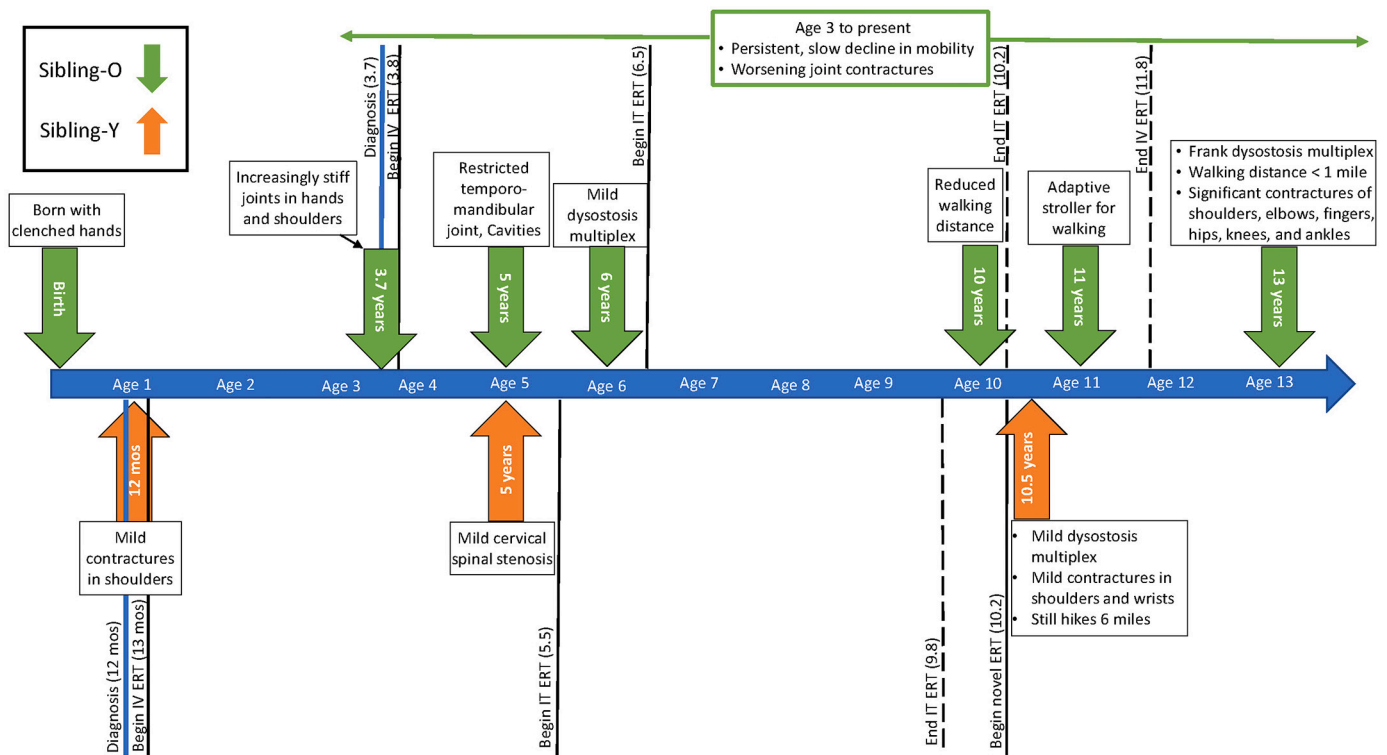 Sibling-O
Sibling-Y
Age 3 to present
• Persistent, slow decline in mobility
• Worsening joint contractures
Diagnosis (3.7)
Begin IV ERT (3.8)
Begin IT ERT (6.5)
End IT ERT (10.2)
End IV ERT (11.8)
Born with
clenched hands
Increasingly stiff
joints in hands
and shoulders
Restricted
temporo-
mandibular
joint, Cavities
Mild
dysostosis
multiplex
Reduced
walking
distance
Adaptive
stroller for
walking
• Frank dysostosis multiplex
• Walking distance < 1 mile
• Significant contractures of
shoulders, elbows, fingers,
hips, knees, and ankles
Birth
3.7 years
5 years
6 years
10 years
11 years
13 years
Age 1
Age 2
Age 3
Age 4
Age 5
Age 6
Age 7
Age 8
Age 9
Age 10
Age 11
Age 12
Age 13
12 mos
5 years
10.5 years
Mild
contractures
in shoulders
Mild cervical
spinal stenosis
• Mild dysostosis
multiplex
• Mild contractures in
shoulders and wrists
• Still hikes 6 miles
Diagnosis (12 mos)
Begin IV ERT (13 mos)
Begin IT ERT (5.5)
End IT ERT (9.8)
Begin novel ERT (10.2)